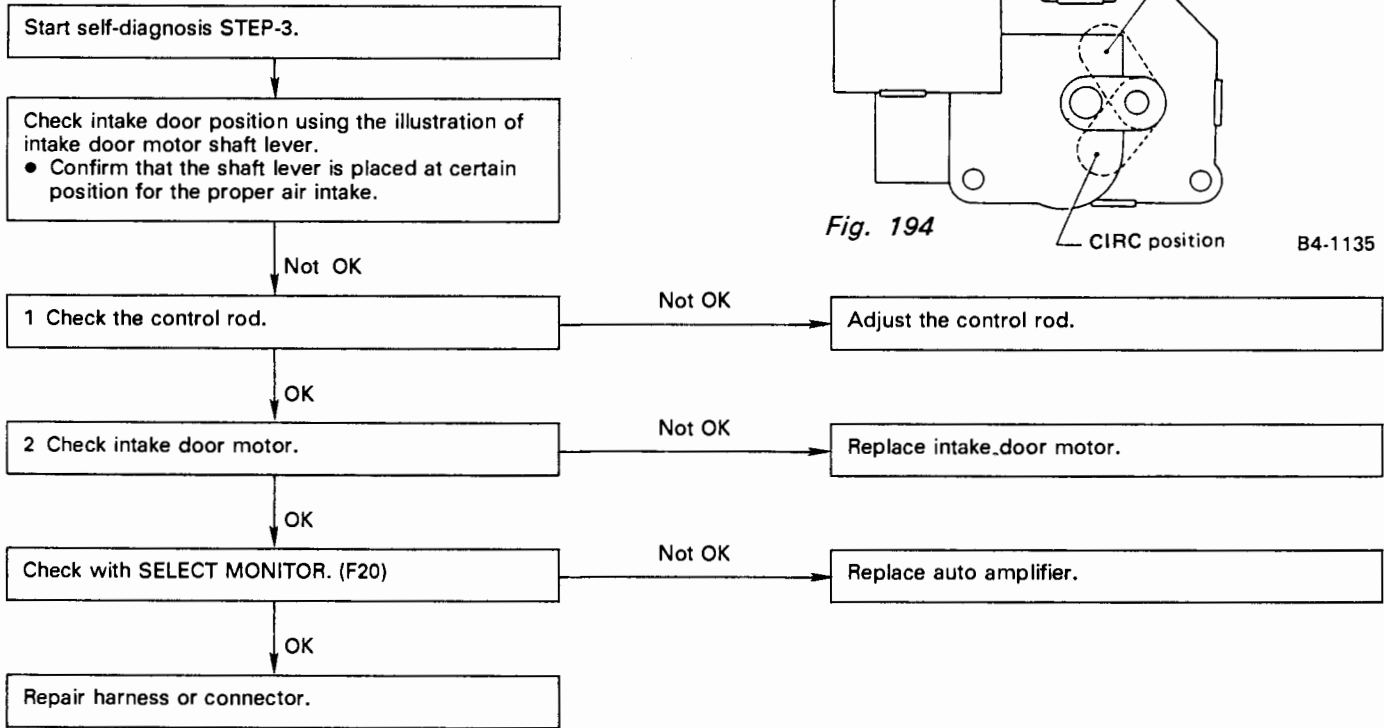 Start self-diagnosis STEP-3.
Check intake door position using the illustration of
intake door motor shaft lever.
● Confirm that the shaft lever is placed at certain
position for the proper air intake.
Fig. 194
CIRC position
B4-1135
Not OK
1 Check the control rod.
Not OK
Adjust the control rod.
OK
2 Check intake door motor.
Not OK
Replace intake door motor.
OK
Check with SELECT MONITOR. (F20)
Not OK
Replace auto amplifier.
OK
Repair harness or connector.